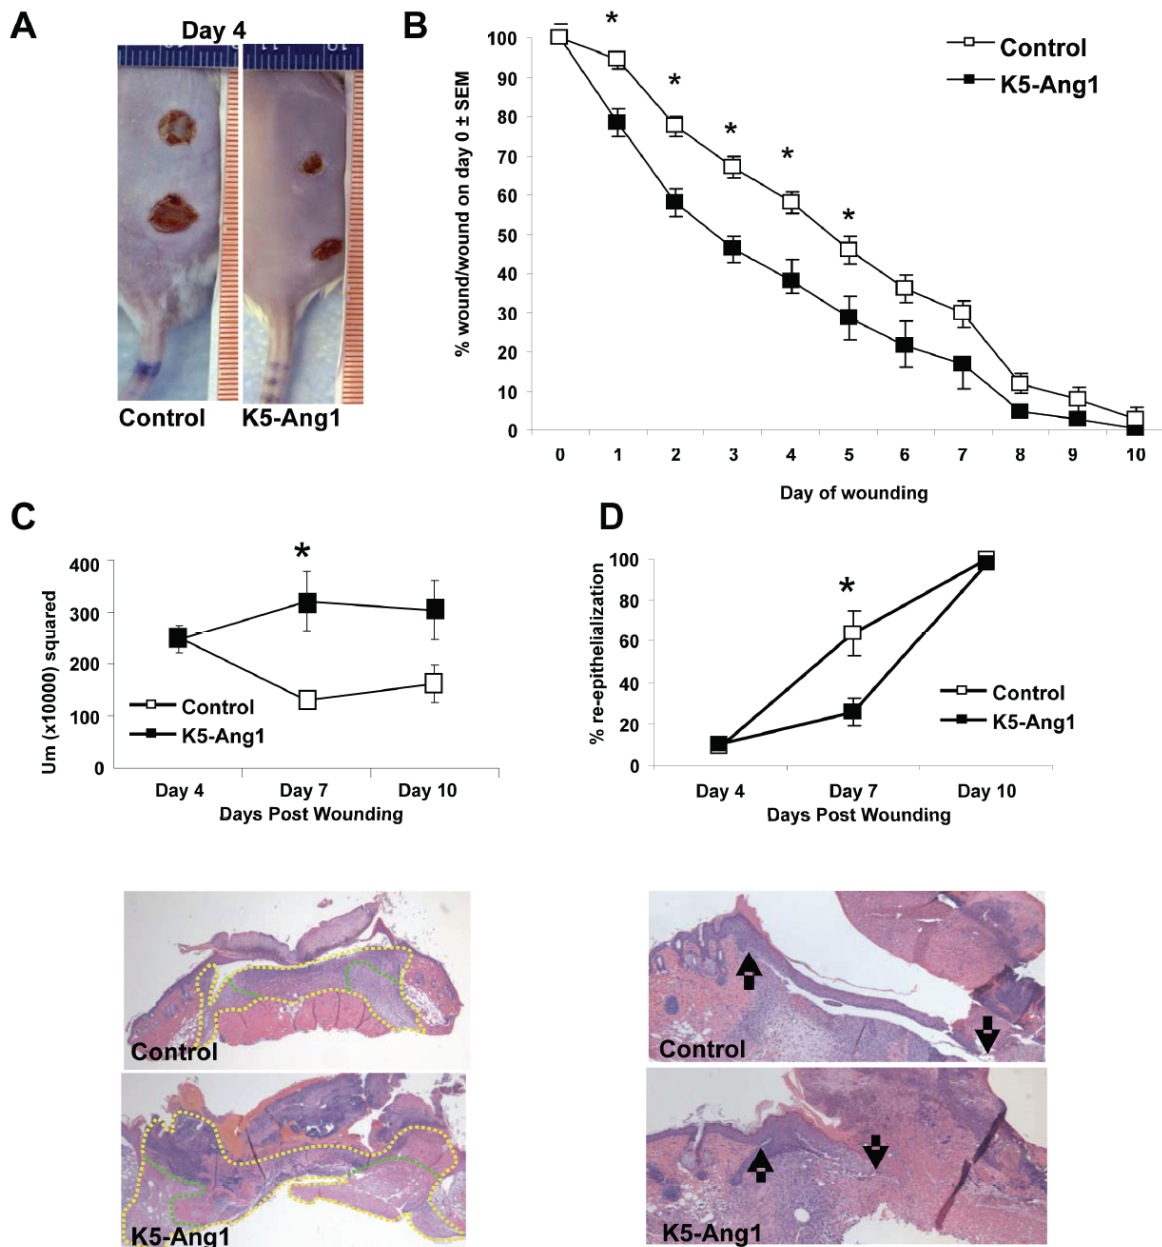 A
Day 4
Control
K5-Ang1
B
% wound/wound on day 0 ± SEM
100
90
80
70
60
50
40
30
20
10
0
*
*
*
*
*
Control
K5-Ang1
0 1 2 3 4 5 6 7 8 9 10
Day of wounding
C
Um (x10000) squared
400
300
200
100
0
*
Control
K5-Ang1
Day 4 Day 7 Day 10
Days Post Wounding
Control
K5-Ang1
D
% re-epithelialization
100
80
60
40
20
0
*
Control
K5-Ang1
Day 4 Day 7 Day 10
Days Post Wounding
Control
K5-Ang1